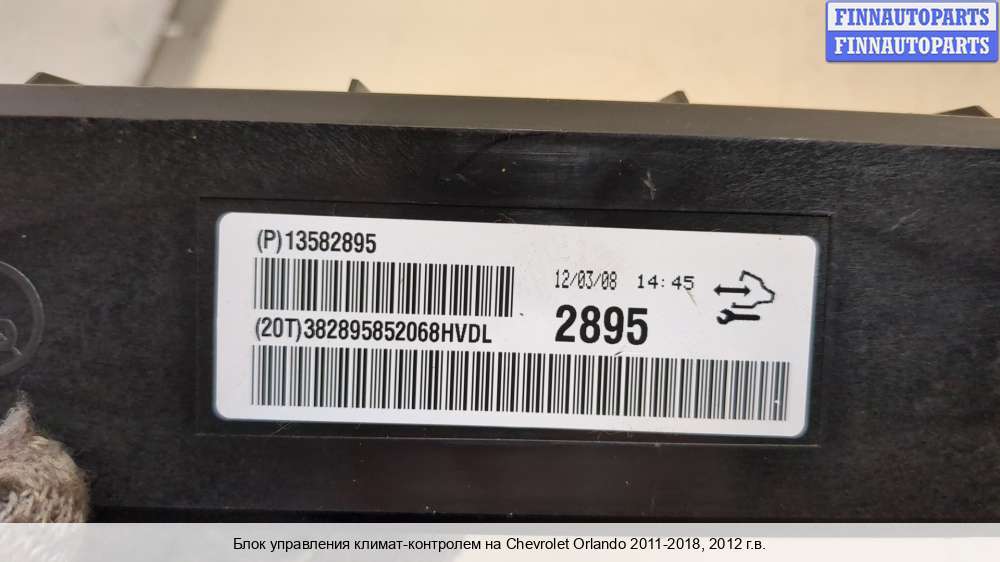 FINNAUTOPARTS
FINNAUTOPARTS
(P)13582895
12/03/08 14:45
2895
(20T)382895852068HVDL
Блок управления климат-контролем на Chevrolet Orlando 2011-2018, 2012 г.в.